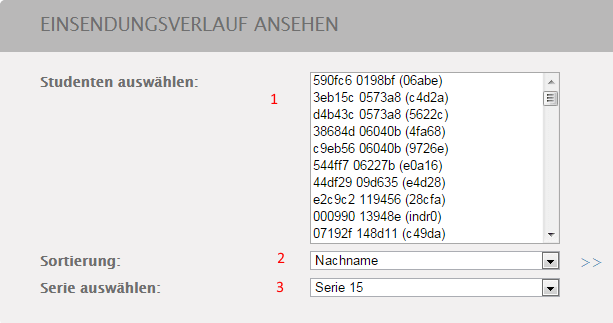 EINSENDUNGSVERLAUF ANSEHEN
Studenten auswählen:
1
590fc6 0198bf (06abe)
3eb15c 0573a8 (c4d2a)
d4b43c 0573a8 (5622c)
38684d 06040b (4fa68)
c9eb56 06040b (9726e)
544ff7 06227b (e0a16)
44df29 09d635 (e4d28)
e2c9c2 119456 (28cfa)
000990 13948e (indr0)
07192f 148d11 (c49da)
Sortierung: 2 Nachname >>
Serie auswählen: 3 Serie 15